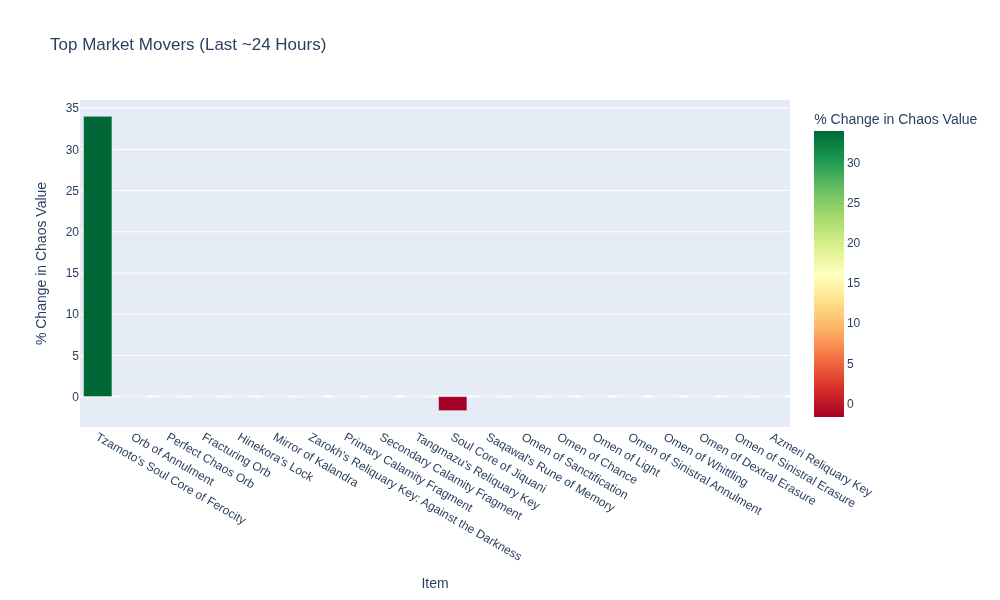 Top Market Movers (Last ~24 Hours)
% Change in Chaos Value
35
30
25
20
15
10
5
0
Tzamoto's Soul Core of Ferocity
Orb of Annulment
Perfect Chaos Orb
Fracturing Orb
Hinekora's Lock
Mirror of Kalandra
Zarokh's Reliquary Key: Against the Darkness
Primary Calamity Fragment
Secondary Calamity Fragment
Tangmazu's Reliquary Key
Soul Core of Jiquani
Saqawal's Rune of Memory
Omen of Sanctification
Omen of Chance
Omen of Light
Omen of Sinistral Annulment
Omen of Whittling
Omen of Dextral Erasure
Omen of Sinistral Erasure
Azmeri Reliquary Key
Item
% Change in Chaos Value
30
25
20
15
10
5
0